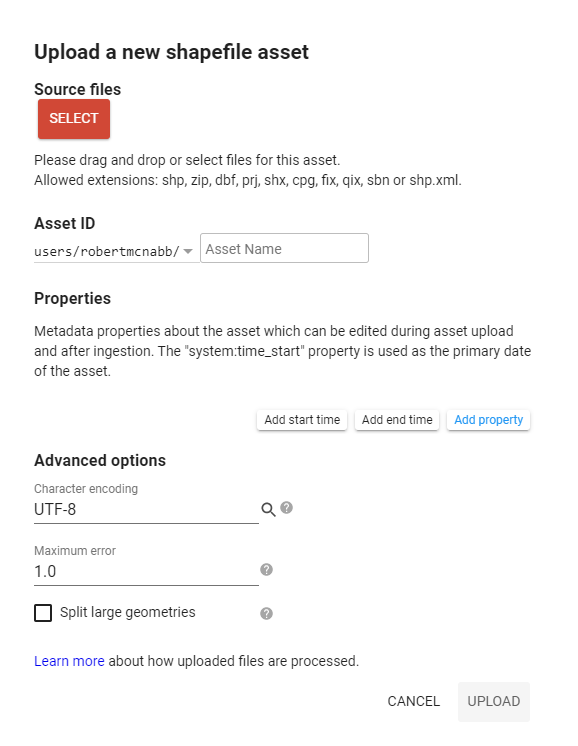 Upload a new shapefile asset
Source files
SELECT
Please drag and drop or select files for this asset.
Allowed extensions: shp, zip, dbf, prj, shx, cpg, fix, qix, sbn or shp.xml.
Asset ID
users/robertmcnabb/ Asset Name
Properties
Metadata properties about the asset which can be edited during asset upload
and after ingestion. The "system:time_start" property is used as the primary date
of the asset.
Add start time Add end time Add property
Advanced options
Character encoding
UTF-8 ?
Maximum error
1.0 ?
Split large geometries ?
Learn more about how uploaded files are processed.
CANCEL UPLOAD